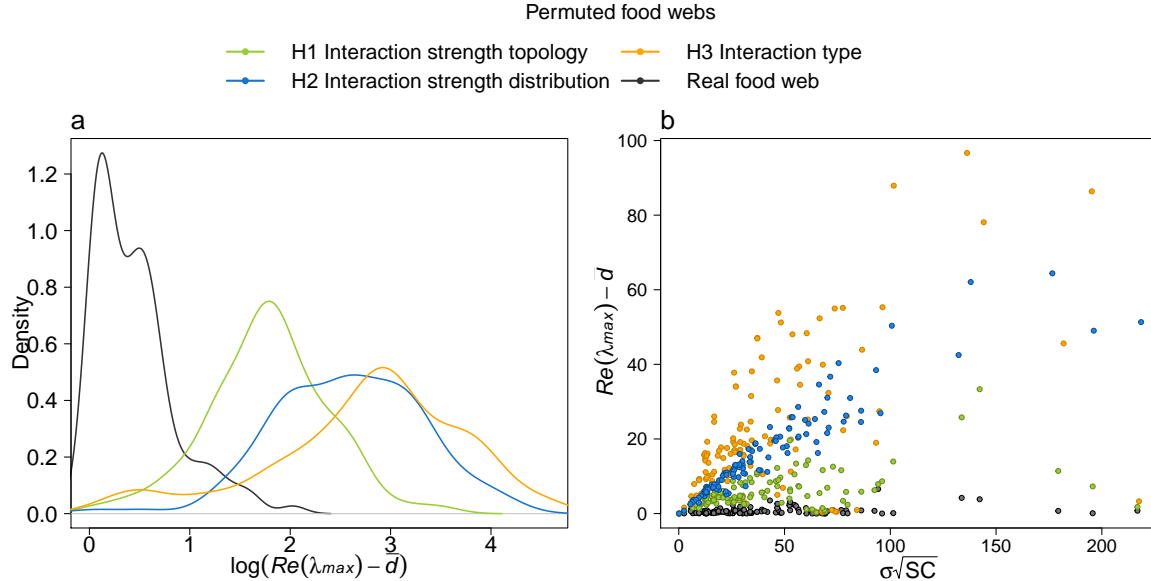 Permuted food webs
H1 Interaction strength topology
H3 Interaction type
H2 Interaction strength distribution
Real food web
a
Density
1.2
1.0
0.8
0.6
0.4
0.2
0.0
0 1 2 3 4
log(Re(λmax) − d̅)
b
Re(λmax) − d̅
100
80
60
40
20
0
0 50 100 150 200
σ√SC